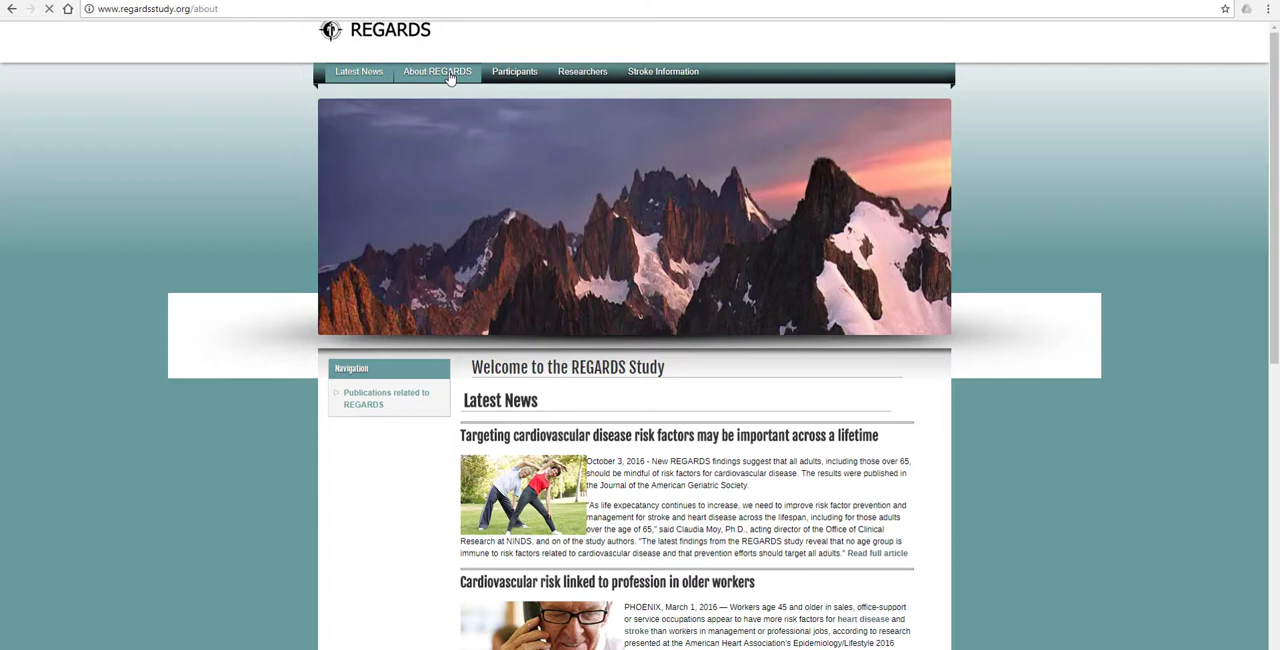 www.regardsstudy.org/about
REGARDS
Latest News
About REGARDS
Participants
Researchers
Stroke Information
Navigation
Publications related to
REGARDS
Welcome to the REGARDS Study
Latest News
Targeting cardiovascular disease risk factors may be important across a lifetime
October 3, 2016 - New REGARDS findings suggest that all adults, including those over 65,
should be mindful of risk factors for cardiovascular disease. The results were published in
the Journal of the American Geriatric Society.
"As life expecatancy continues to increase, we need to improve risk factor prevention and
management for stroke and heart disease across the lifespan, including for those adults
over the age of 65," said Claudia Moy, Ph.D., acting director of the Office of Clinical
Research at NINDS, and on of the study authors. "The latest findings from the REGARDS study reveal that no age group is
immune to risk factors related to cardiovascular disease and that prevention efforts should target all adults." Read full article
Cardiovascular risk linked to profession in older workers
PHOENIX, March 1, 2016 — Workers age 45 and older in sales, office-support
or service occupations appear to have more risk factors for heart disease and
stroke than workers in management or professional jobs, according to research
presented at the American Heart Association's Epidemiology/Lifestyle 2016